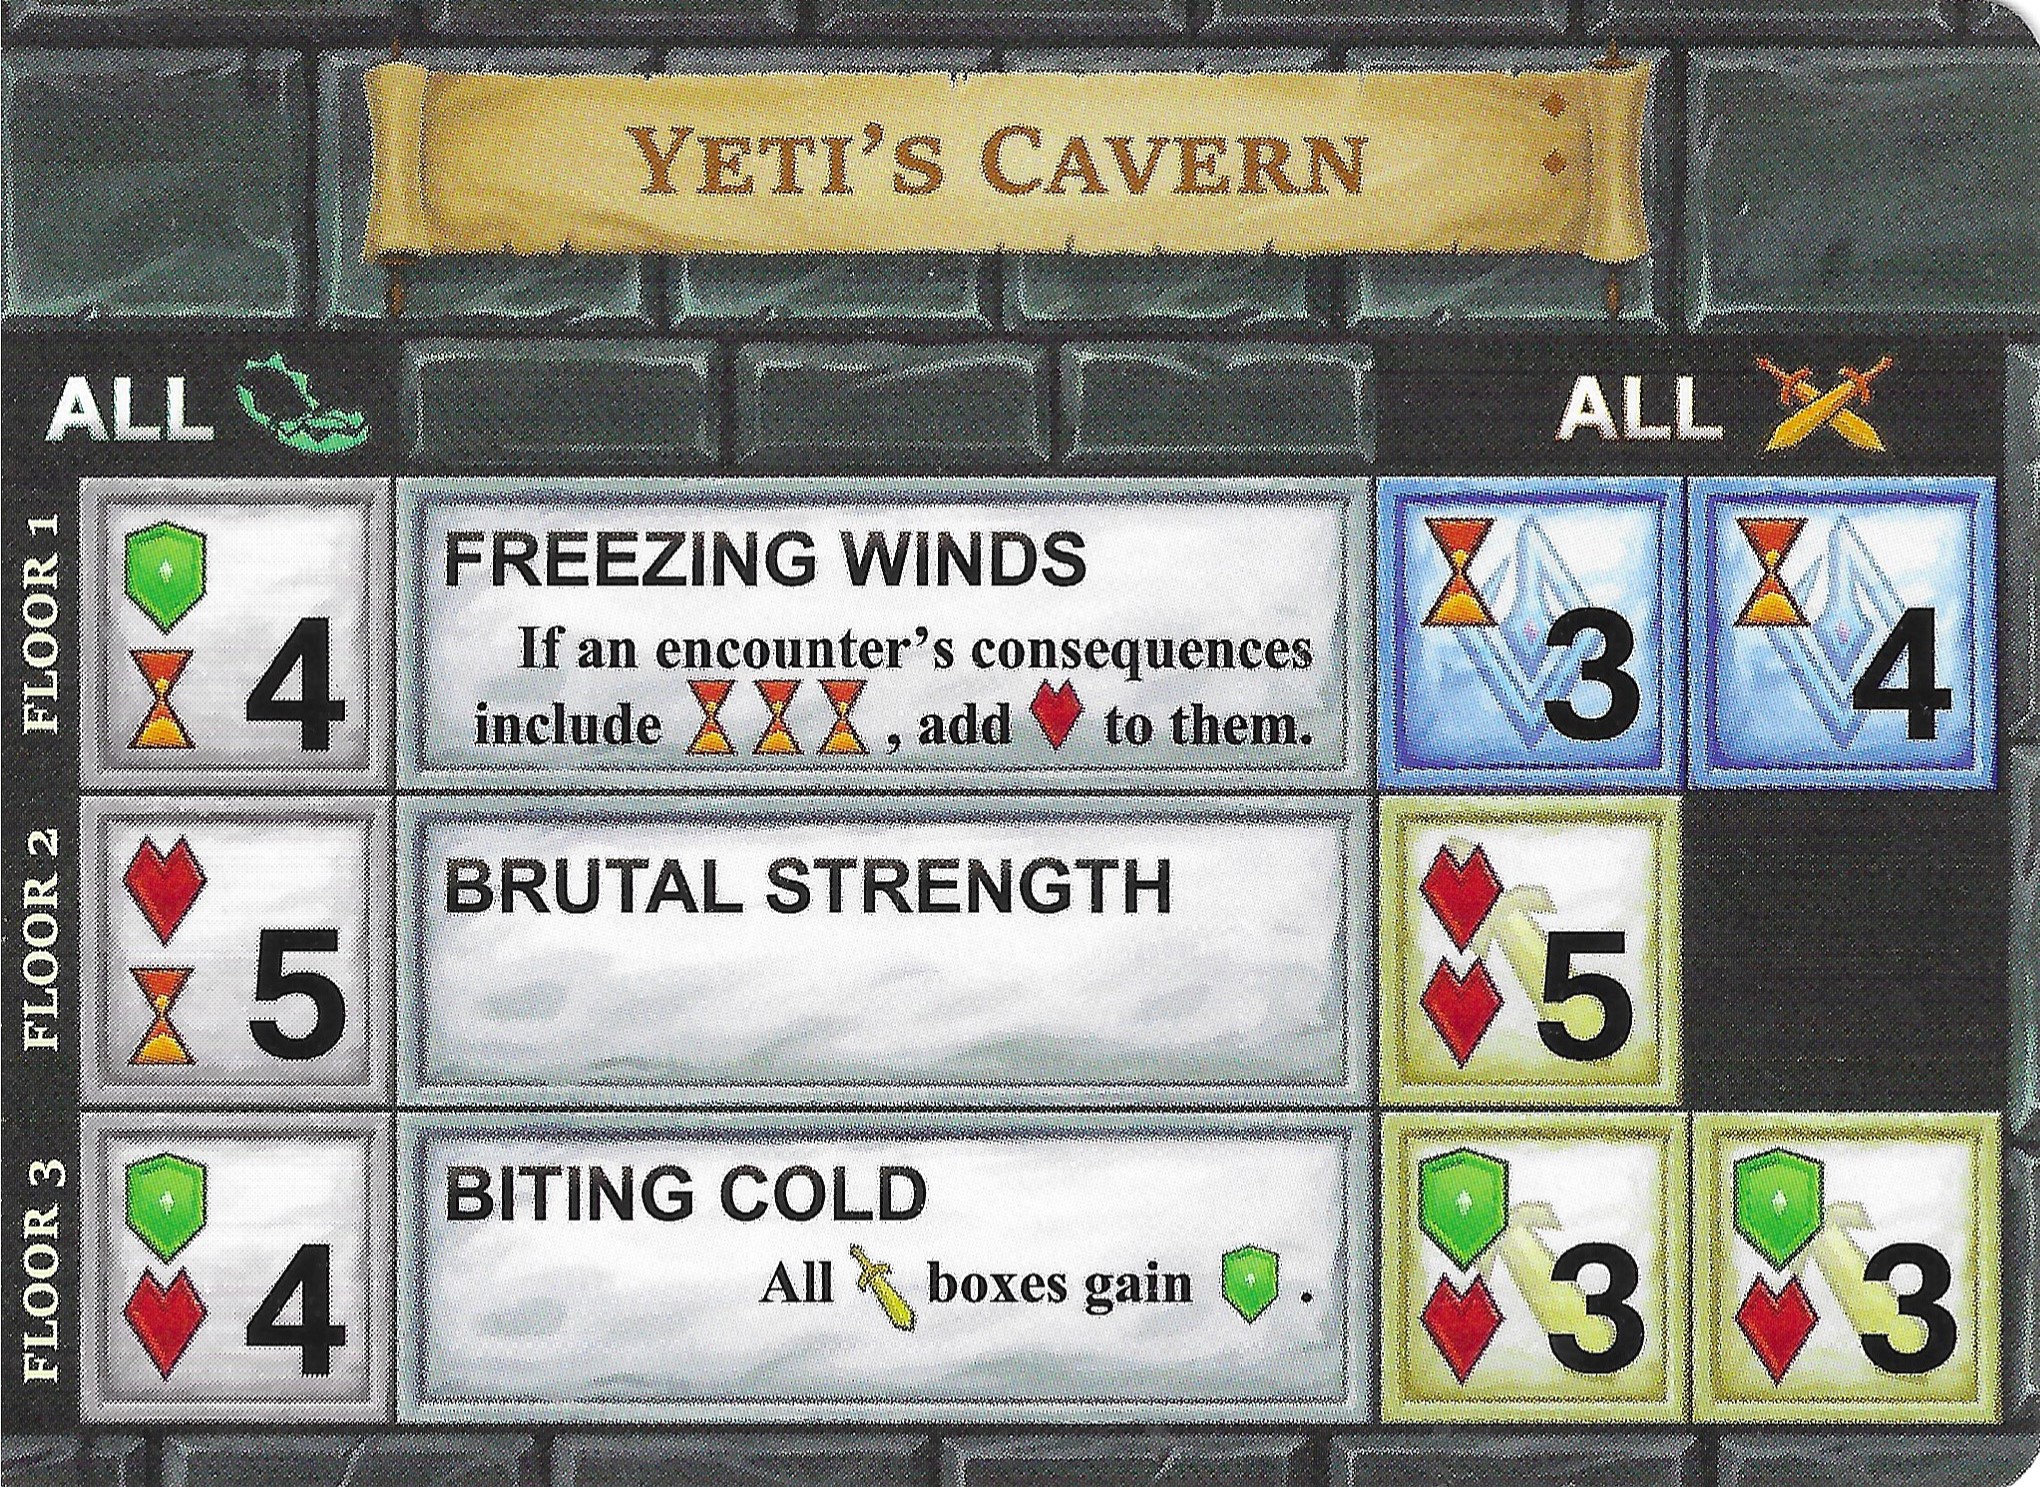 YETI'S CAVERN
ALL
ALL
FLOOR 1
4
FREEZING WINDS
If an encounter's consequences
include , add to them.
3
4
FLOOR 2
5
BRUTAL STRENGTH
5
FLOOR 3
4
BITING COLD
All boxes gain .
3
3